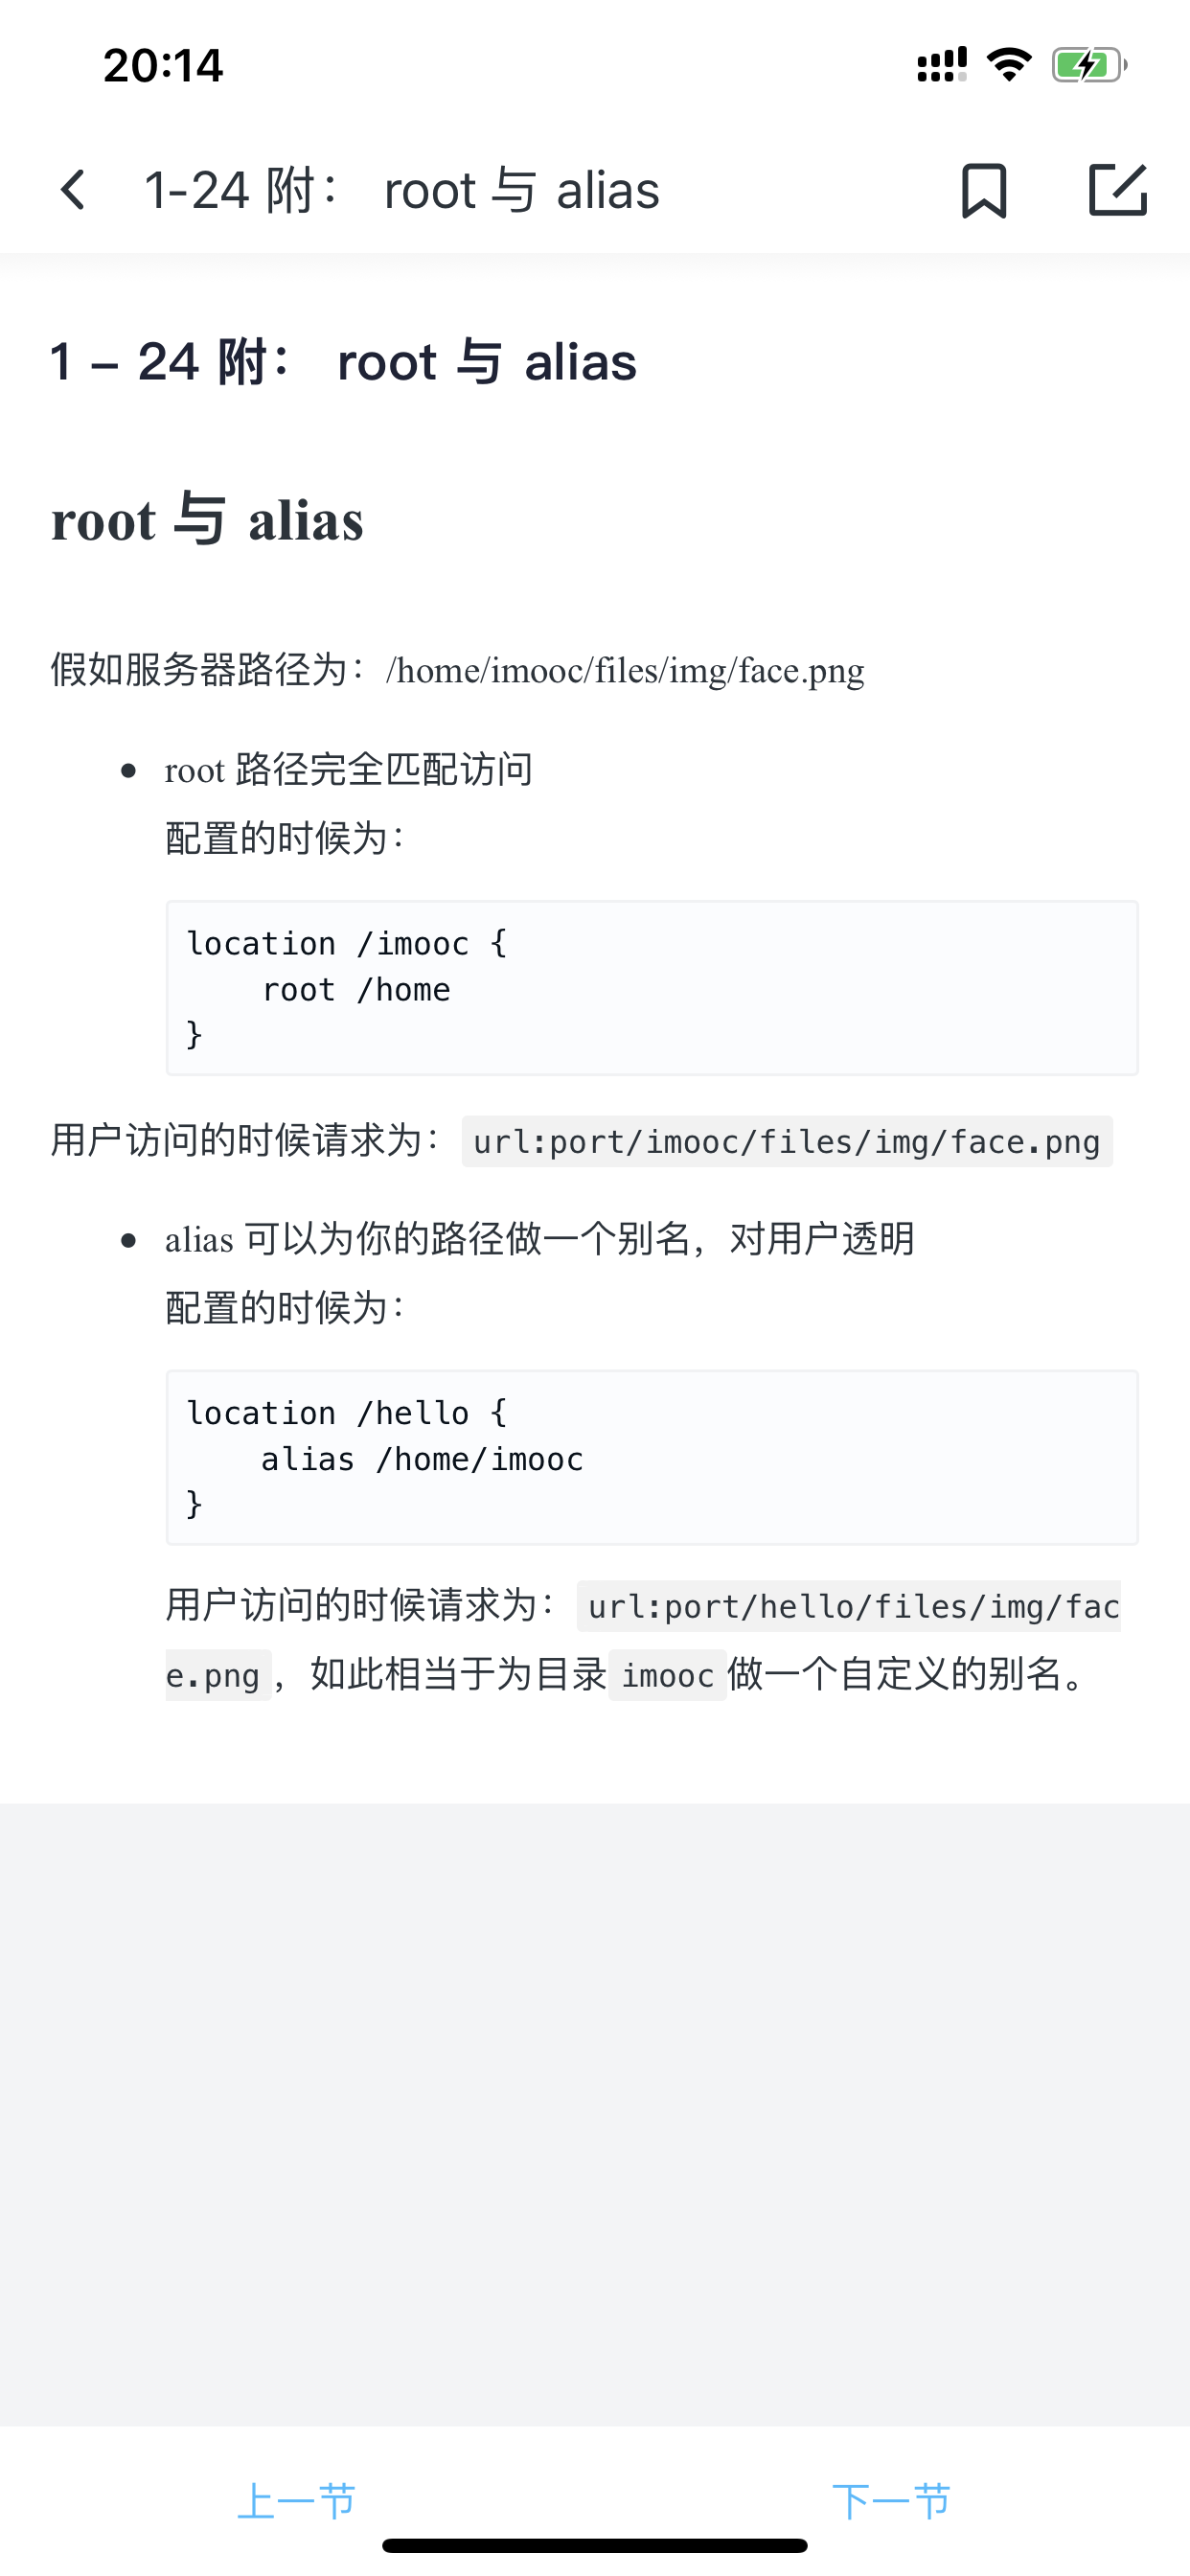 20:14
1-24 附： root 与 alias
1 – 24 附： root 与 alias
root 与 alias
假如服务器路径为：/home/imooc/files/img/face.png
root 路径完全匹配访问
配置的时候为：
location /imooc {
    root /home
}
用户访问的时候请求为： url:port/imooc/files/img/face.png
alias 可以为你的路径做一个别名，对用户透明
配置的时候为：
location /hello {
    alias /home/imooc
}
用户访问的时候请求为： url:port/hello/files/img/fac
e.png ，如此相当于为目录 imooc 做一个自定义的别名。
上一节 下一节